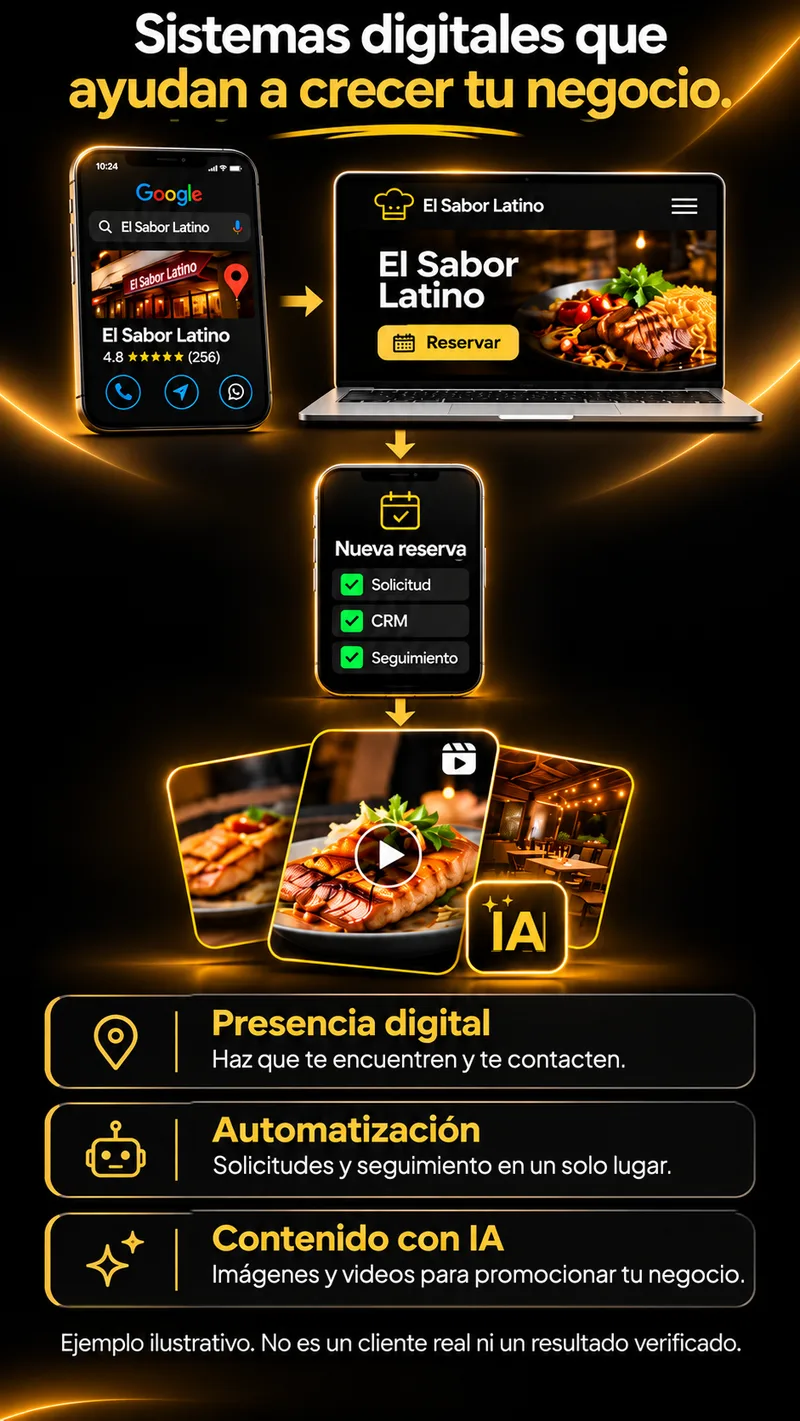 Sistemas digitales que
ayudan a crecer tu negocio.
10:24
Google
El Sabor Latino
El Sabor Latino
El Sabor Latino
4.8 ★★★★★ (256)
El Sabor Latino
El Sabor
Latino
Reservar
Nueva reserva
Solicitud
CRM
Seguimiento
IA
Presencia digital
Haz que te encuentren y te contacten.
Automatización
Solicitudes y seguimiento en un solo lugar.
Contenido con IA
Imágenes y videos para promocionar tu negocio.
Ejemplo ilustrativo. No es un cliente real ni un resultado verificado.